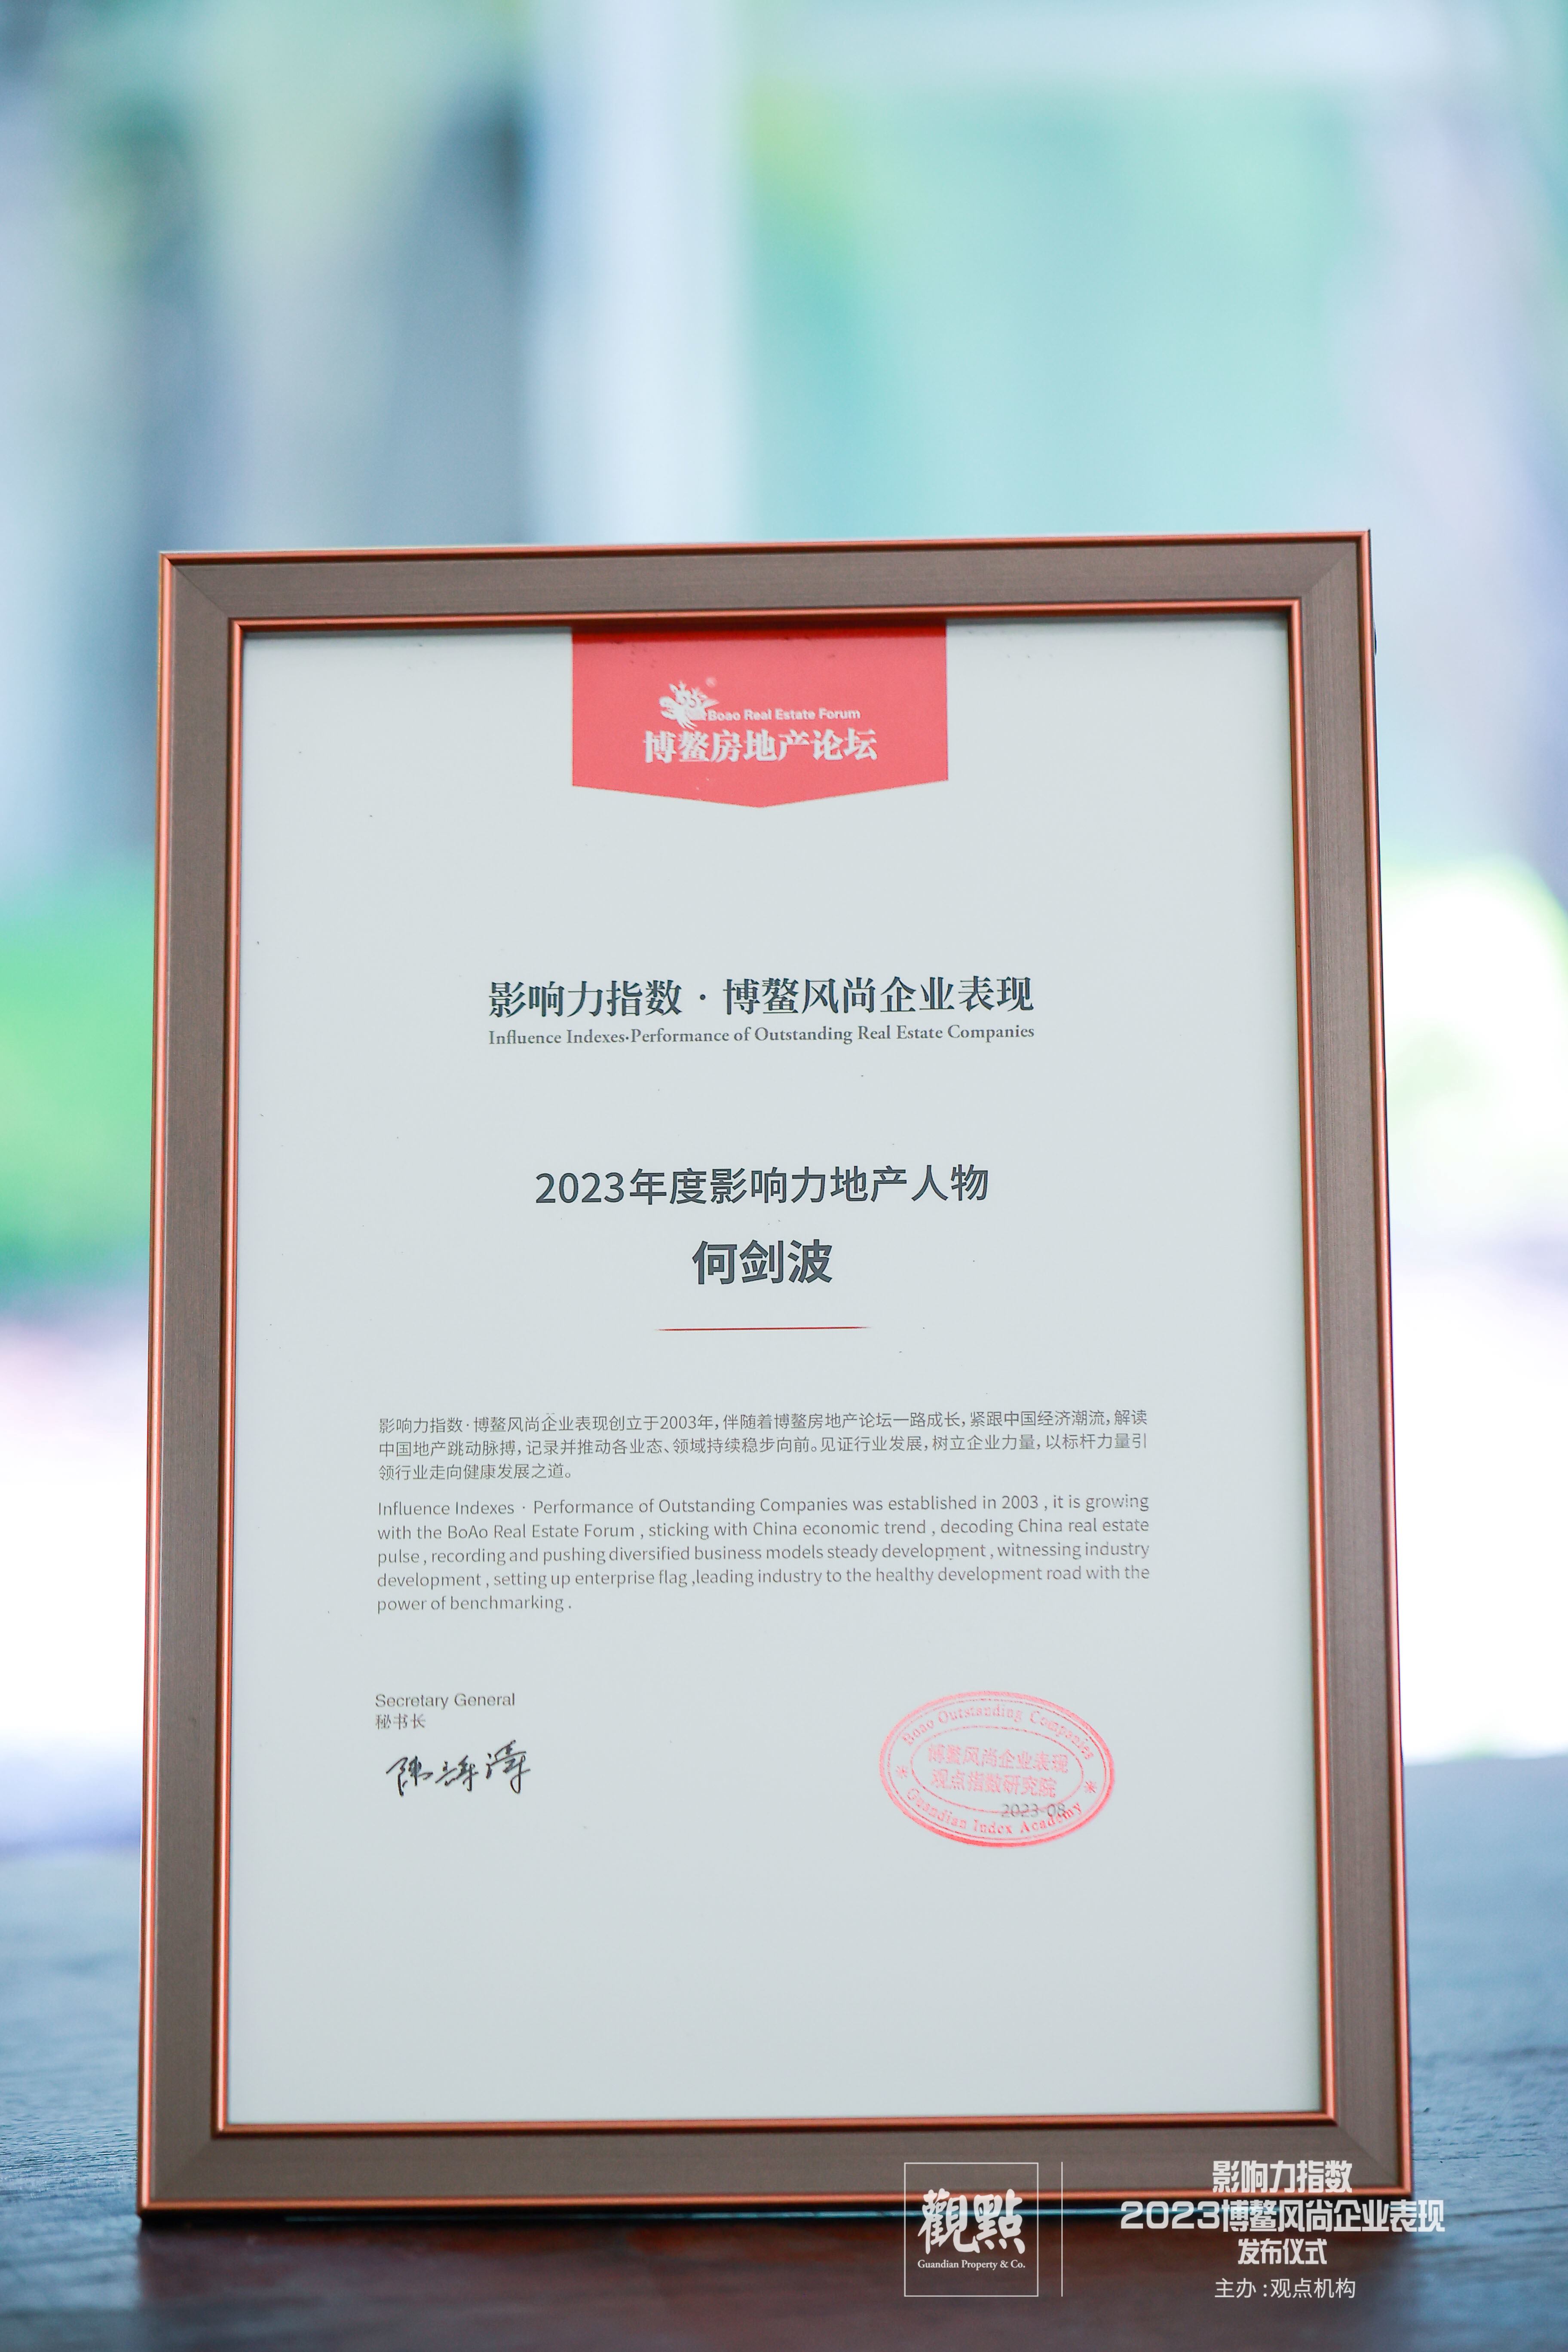 ®
Boao Real Estate Forum
博鳌房地产论坛
影响力指数·博鳌风尚企业表现
Influence Indexes·Performance of Outstanding Real Estate Companies
2023年度影响力地产人物
何剑波
影响力指数·博鳌风尚企业表现创立于2003年,伴随着博鳌房地产论坛一路成长,紧跟中国经济潮流,解读
中国地产跳动脉搏,记录并推动各业态、领域持续稳步向前。见证行业发展,树立企业力量,以标杆力量引
领行业走向健康发展之道。
Influence Indexes · Performance of Outstanding Companies was established in 2003 , it is growing
with the BoAo Real Estate Forum , sticking with China economic trend , decoding China real estate
pulse , recording and pushing diversified business models steady development , witnessing industry
development , setting up enterprise flag ,leading industry to the healthy development road with the
power of benchmarking .
Secretary General
秘书长
Boao Outstanding Companies
博鳌风尚企业表现
观点指数研究院
2023-08
Guandian Index Academy
觀點
Guandian Property & Co.
影响力指数
2023博鳌风尚企业表现
发布仪式
主办:观点机构